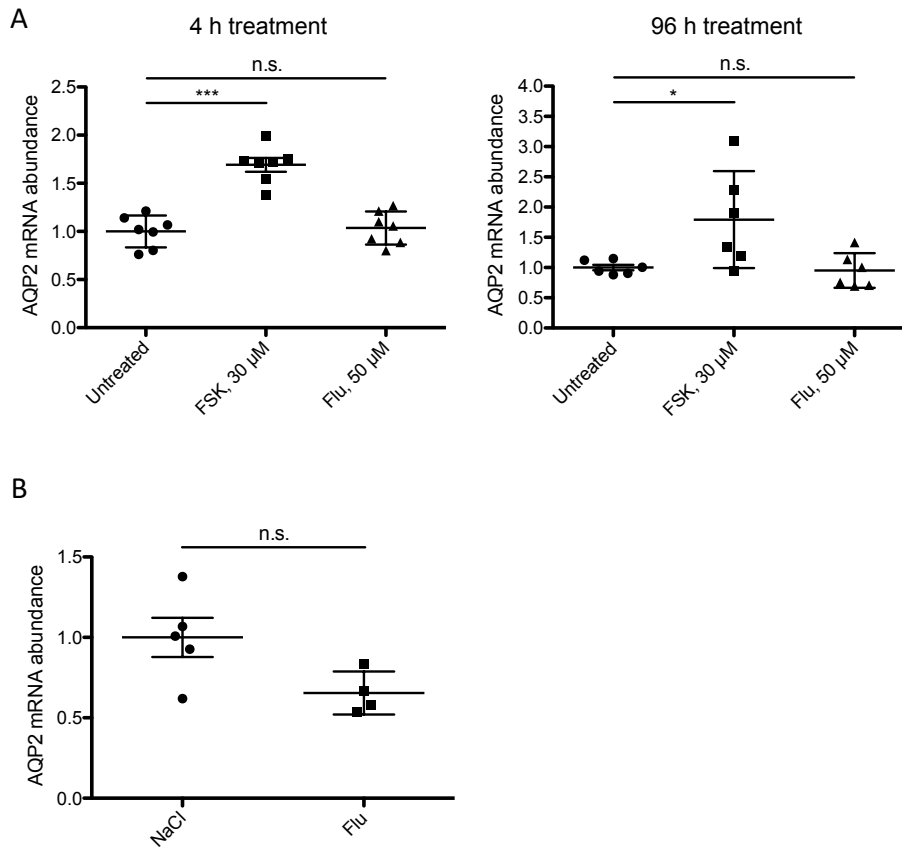 A
4 h treatment
96 h treatment
n.s.
***
2.5
2.0
1.5
1.0
0.5
0.0
AQP2 mRNA abundance
Untreated
FSK, 30 µM
Flu, 50 µM
n.s.
*
4.0
3.5
3.0
2.5
2.0
1.5
1.0
0.5
0.0
AQP2 mRNA abundance
Untreated
FSK, 30 µM
Flu, 50 µM
B
n.s.
1.5
1.0
0.5
0.0
AQP2 mRNA abundance
NaCl
Flu